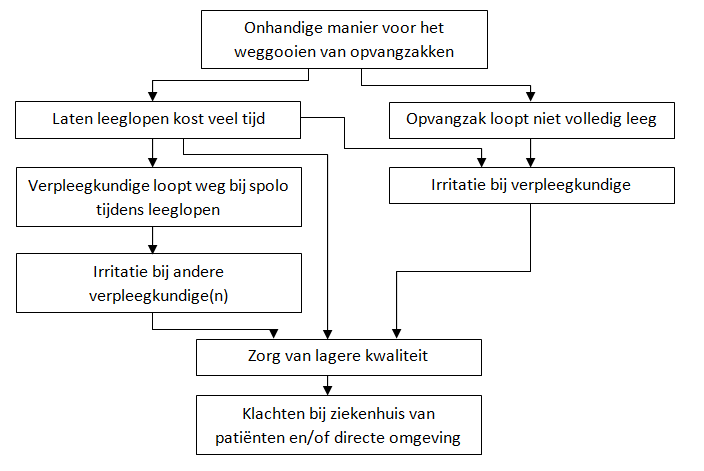 Onhandige manier voor het
weggooien van opvangzakken
Laten leeglopen kost veel tijd
Opvangzak loopt niet volledig leeg
Verpleegkundige loopt weg bij spolo
tijdens leeglopen
Irritatie bij verpleegkundige
Irritatie bij andere
verpleegkundige(n)
Zorg van lagere kwaliteit
Klachten bij ziekenhuis van
patiënten en/of directe omgeving